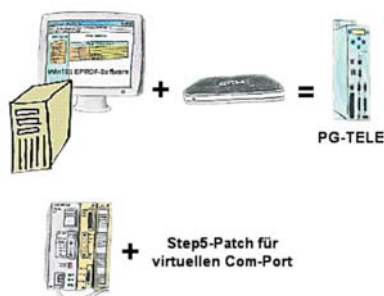 WinTELEPROF-Software
+
=
PG-TELE
+
Step5-Patch für
virtuellen Com-Port